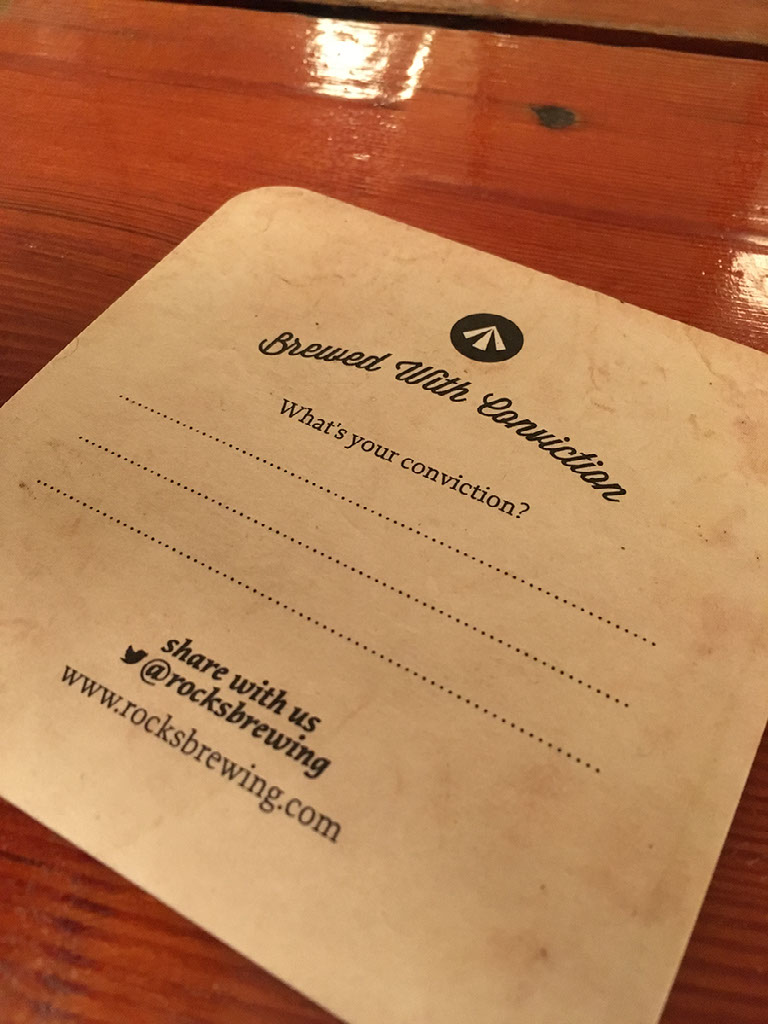 Brewed With Conviction
What's your conviction?
share with us
@rocksbrewing
www.rocksbrewing.com